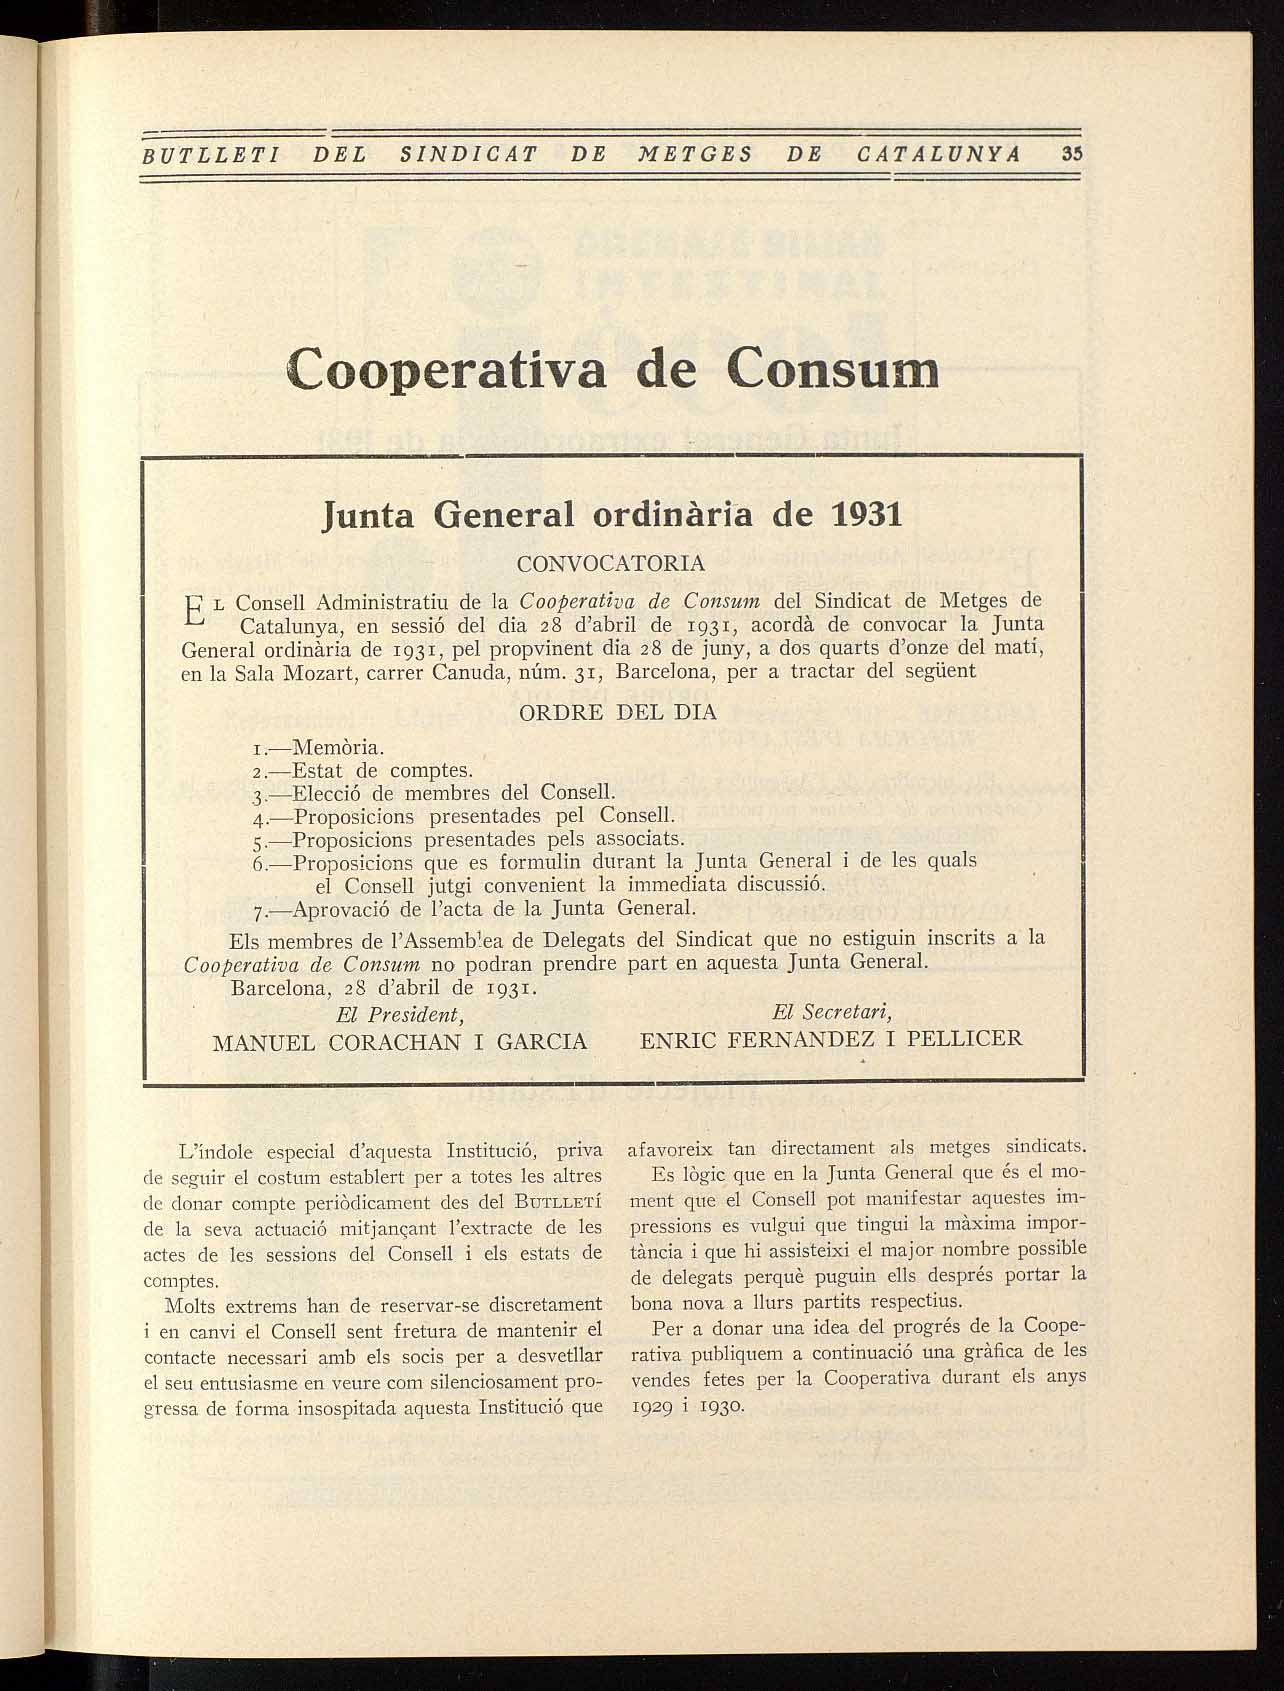 BUTLLETI DEL SINDICAT DE METGES DE CATALUNYA 35
Cooperativa de Consum
Junta General ordinària de 1931
CONVOCATORIA
EL Consell Administratiu de la Cooperativa de Consum del Sindicat de Metges de
Catalunya, en sessió del dia 28 d'abril de 1931, acordà de convocar la Junta
General ordinària de 1931, pel propvinent dia 28 de juny, a dos quarts d'onze del matí,
en la Sala Mozart, carrer Canuda, núm. 31, Barcelona, per a tractar del següent
ORDRE DEL DIA
1.—Memòria.
2.—Estat de comptes.
3.—Elecció de membres del Consell.
4.—Proposicions presentades pel Consell.
5.—Proposicions presentades pels associats.
6.—Proposicions que es formulin durant la Junta General i de les quals
el Consell jutgi convenient la immediata discussió.
7.—Aprovació de l'acta de la Junta General.
Els membres de l'Assemblea de Delegats del Sindicat que no estiguin inscrits a la
Cooperativa de Consum no podran prendre part en aquesta Junta General.
Barcelona, 28 d'abril de 1931.
El President,
MANUEL CORACHAN I GARCIA
El Secretari,
ENRIC FERNANDEZ I PELLICER
L'índole especial d'aquesta Institució, priva
de seguir el costum establert per a totes les altres
de donar compte periòdicament des del BUTLLETÍ
de la seva actuació mitjançant l'extracte de les
actes de les sessions del Consell i els estats de
comptes.
Molts extrems han de reservar-se discretament
i en canvi el Consell sent fretura de mantenir el
contacte necessari amb els socis per a desvetllar
el seu entusiasme en veure com silenciosament pro-
gressa de forma insospitada aquesta Institució que
afavoreix tan directament als metges sindicats.
Es lògic que en la Junta General que és el mo-
ment que el Consell pot manifestar aquestes im-
pressions es vulgui que tingui la màxima impor-
tància i que hi assisteixi el major nombre possible
de delegats perquè puguin ells després portar la
bona nova a llurs partits respectius.
Per a donar una idea del progrés de la Coope-
rativa publiquem a continuació una gràfica de les
vendes fetes per la Cooperativa durant els anys
1929 i 1930.